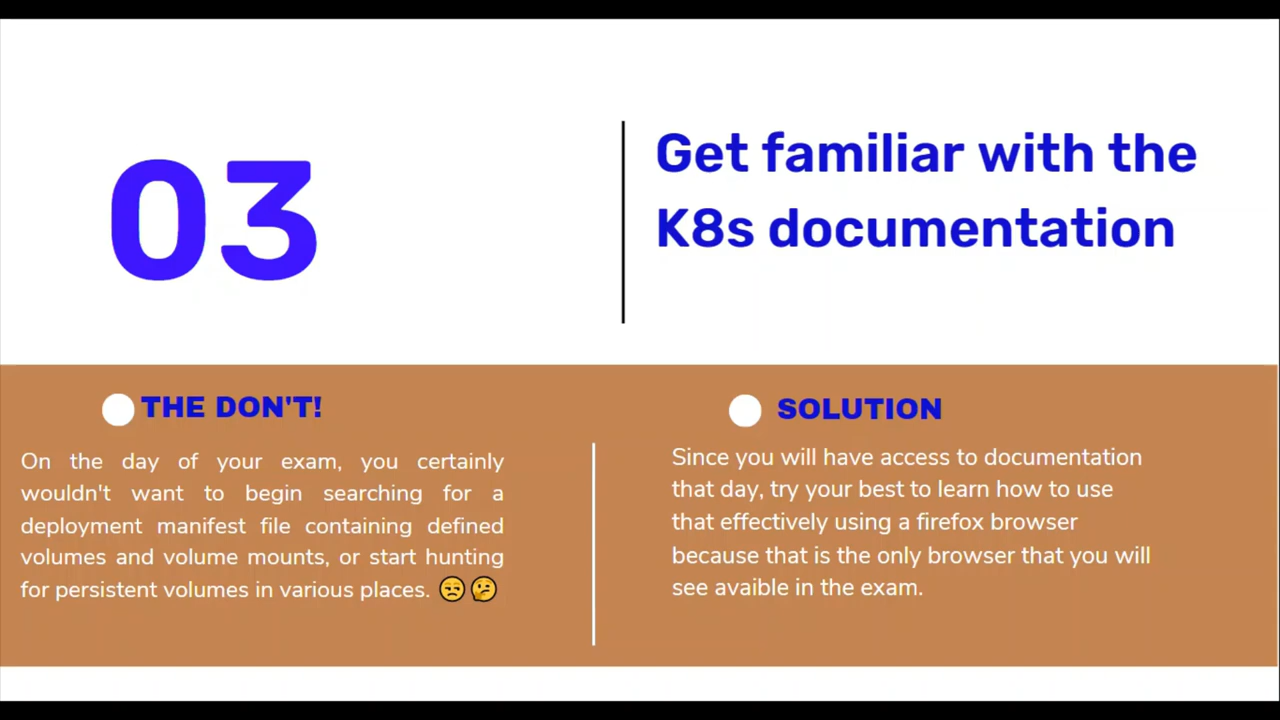 03
Get familiar with the
K8s documentation
THE DON'T!
On the day of your exam, you certainly
wouldn't want to begin searching for a
deployment manifest file containing defined
volumes and volume mounts, or start hunting
for persistent volumes in various places. 😒🤔
SOLUTION
Since you will have access to documentation
that day, try your best to learn how to use
that effectively using a firefox browser
because that is the only browser that you will
see avaible in the exam.